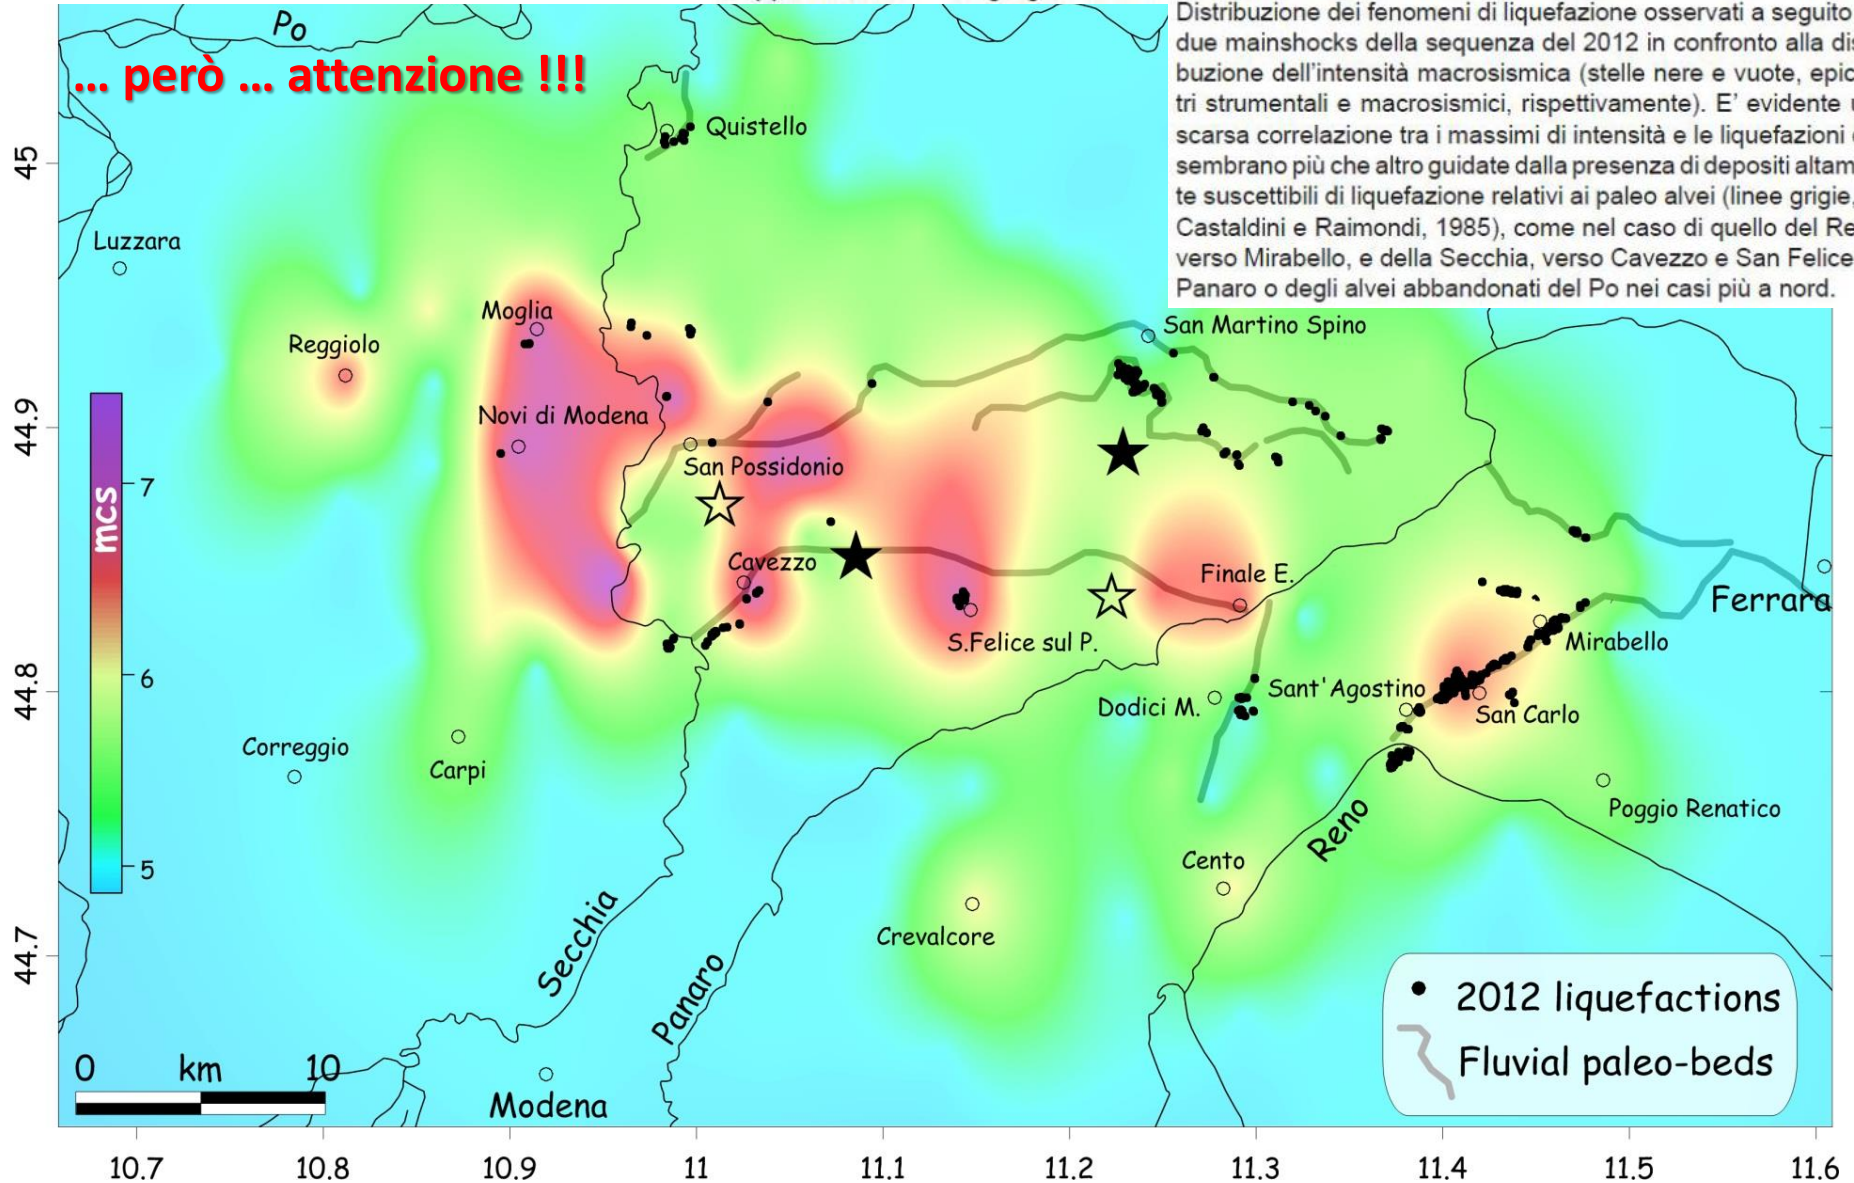 Distribuzione dei fenomeni di liquefazione osservati a seguito
due mainshocks della sequenza del 2012 in confronto alla
buzione dell'intensità macrosismica (stelle nere e vuote,
tri strumentali e macrosismici, rispettivamente). E' evidente
scarsa correlazione tra i massimi di intensità e le liquefazioni
sembrano più che altro guidate dalla presenza di depositi
te suscettibili di liquefazione relativi ai paleo alvei (linee grigie,
Castaldini e Raimondi, 1985), come nel caso di quello del
verso Mirabello, e della Secchia, verso Cavezzo e San Felice
Panaro o degli alvei abbandonati del Po nei casi più a nord.
Po
... però ... attenzione !!!
Quistello
45
Luzzara
Moglia
San Martino Spino
Reggiolo
Novi di Modena
44.9
San Possidonio
mcs
7
6
5
Cavezzo
Finale E.
Ferrara
S.Felice sul P.
Mirabello
44.8
Sant'Agostino
Dodici M.
San Carlo
Correggio
Carpi
Poggio Renatico
Reno
Cento
Secchia
Crevalcore
44.7
Panaro
2012 liquefactions
Fluvial paleo-beds
0 km 10
Modena
10.7 10.8 10.9 11 11.1 11.2 11.3 11.4 11.5 11.6